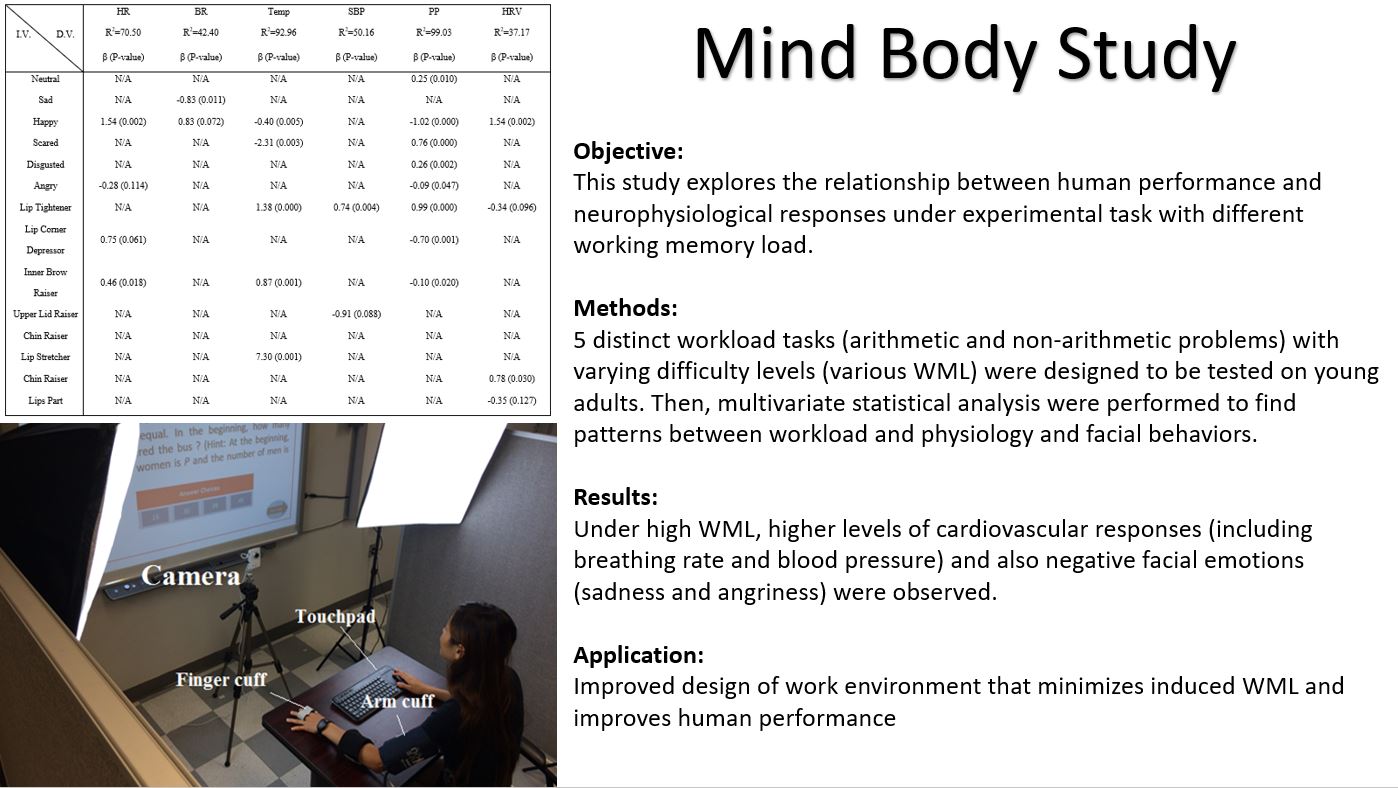 HR BR Temp SBP PP HRV
I.V. D.V. R²=70.50 R²=42.40 R²=92.96 R²=50.16 R²=99.03 R²=37.17
β (P-value) β (P-value) β (P-value) β (P-value) β (P-value) β (P-value)
Neutral N/A N/A N/A N/A 0.25 (0.010) N/A
Sad N/A -0.83 (0.011) N/A N/A N/A N/A
Happy 1.54 (0.002) 0.83 (0.072) -0.40 (0.005) N/A -1.02 (0.000) 1.54 (0.002)
Scared N/A N/A -2.31 (0.003) N/A 0.76 (0.000) N/A
Disgusted N/A N/A N/A N/A 0.26 (0.002) N/A
Angry -0.28 (0.114) N/A N/A N/A -0.09 (0.047) N/A
Lip Tightener N/A N/A 1.38 (0.000) 0.74 (0.004) 0.99 (0.000) -0.34 (0.096)
Lip Corner
Depressor 0.75 (0.061) N/A N/A N/A -0.70 (0.001) N/A
Inner Brow
Raiser 0.46 (0.018) N/A 0.87 (0.001) N/A -0.10 (0.020) N/A
Upper Lid Raiser N/A N/A N/A -0.91 (0.088) N/A N/A
Chin Raiser N/A N/A N/A N/A N/A N/A
Lip Stretcher N/A N/A 7.30 (0.001) N/A N/A N/A
Chin Raiser N/A N/A N/A N/A N/A 0.78 (0.030)
Lips Part N/A N/A N/A N/A N/A -0.35 (0.127)
equal. In the beginning, how many
red the bus ? (Hint: At the beginning,
women is P and the number of men is
Answer Choices
Camera
Touchpad
Finger cuff
Arm cuff
Mind Body Study
Objective:
This study explores the relationship between human performance and
neurophysiological responses under experimental task with different
working memory load.
Methods:
5 distinct workload tasks (arithmetic and non-arithmetic problems) with
varying difficulty levels (various WML) were designed to be tested on young
adults. Then, multivariate statistical analysis were performed to find
patterns between workload and physiology and facial behaviors.
Results:
Under high WML, higher levels of cardiovascular responses (including
breathing rate and blood pressure) and also negative facial emotions
(sadness and angriness) were observed.
Application:
Improved design of work environment that minimizes induced WML and
improves human performance